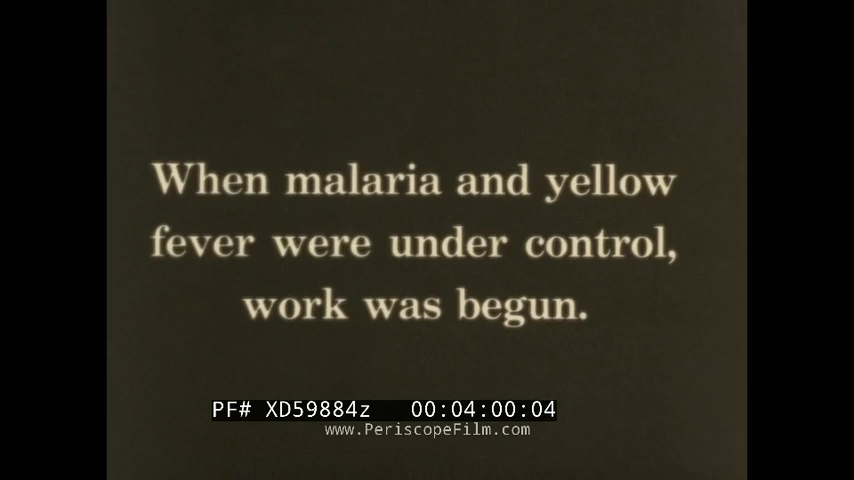 When malaria and yellow
fever were under control,
work was begun.
PF# XD59884z 00:04:00:04
www.PeriscopeFilm.com